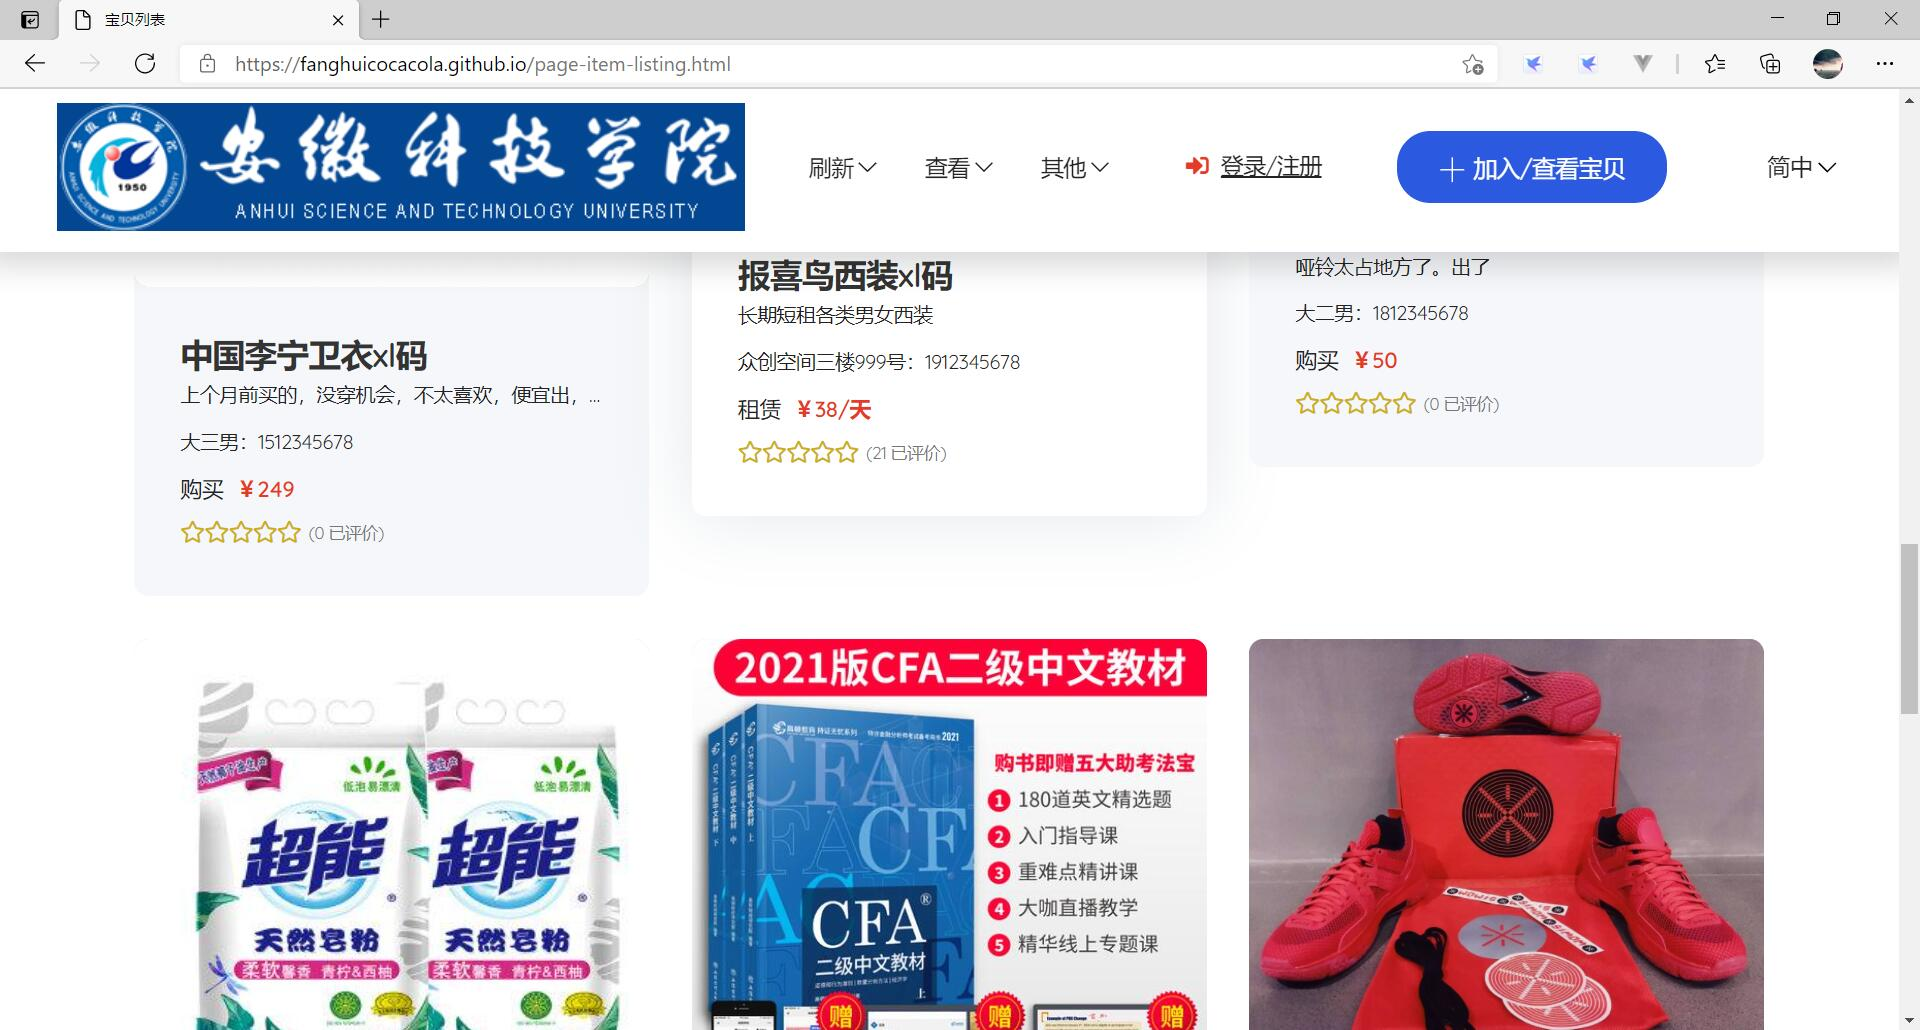 宝贝列表
https://fanghuicocacola.github.io/page-item-listing.html
安徽科技学院
1950
ANHUI SCIENCE AND TECHNOLOGY UNIVERSITY
刷新
查看
其他
登录/注册
加入/查看宝贝
简中
中国李宁卫衣xl码
上个月前买的，没穿机会，不太喜欢，便宜出，...
大三男：1512345678
购买 ¥249
(0 已评价)
报喜鸟西装xl码
长期短租各类男女西装
众创空间三楼999号：1912345678
租赁 ¥38/天
(21 已评价)
哑铃太占地方了。出了
大二男：1812345678
购买 ¥50
(0 已评价)
低泡易漂清
超能
天然皂粉
柔软馨香 青柠&西柚
低泡易漂清
超能
天然皂粉
柔软馨香 青柠&西柚
2021版CFA二级中文教材
2021
购书即赠五大助考法宝
1 180道英文精选题
2 入门指导课
3 重难点精讲课
4 大咖直播教学
5 精华线上专题课
CFA®
二级中文教材
上
赠
赠
赠